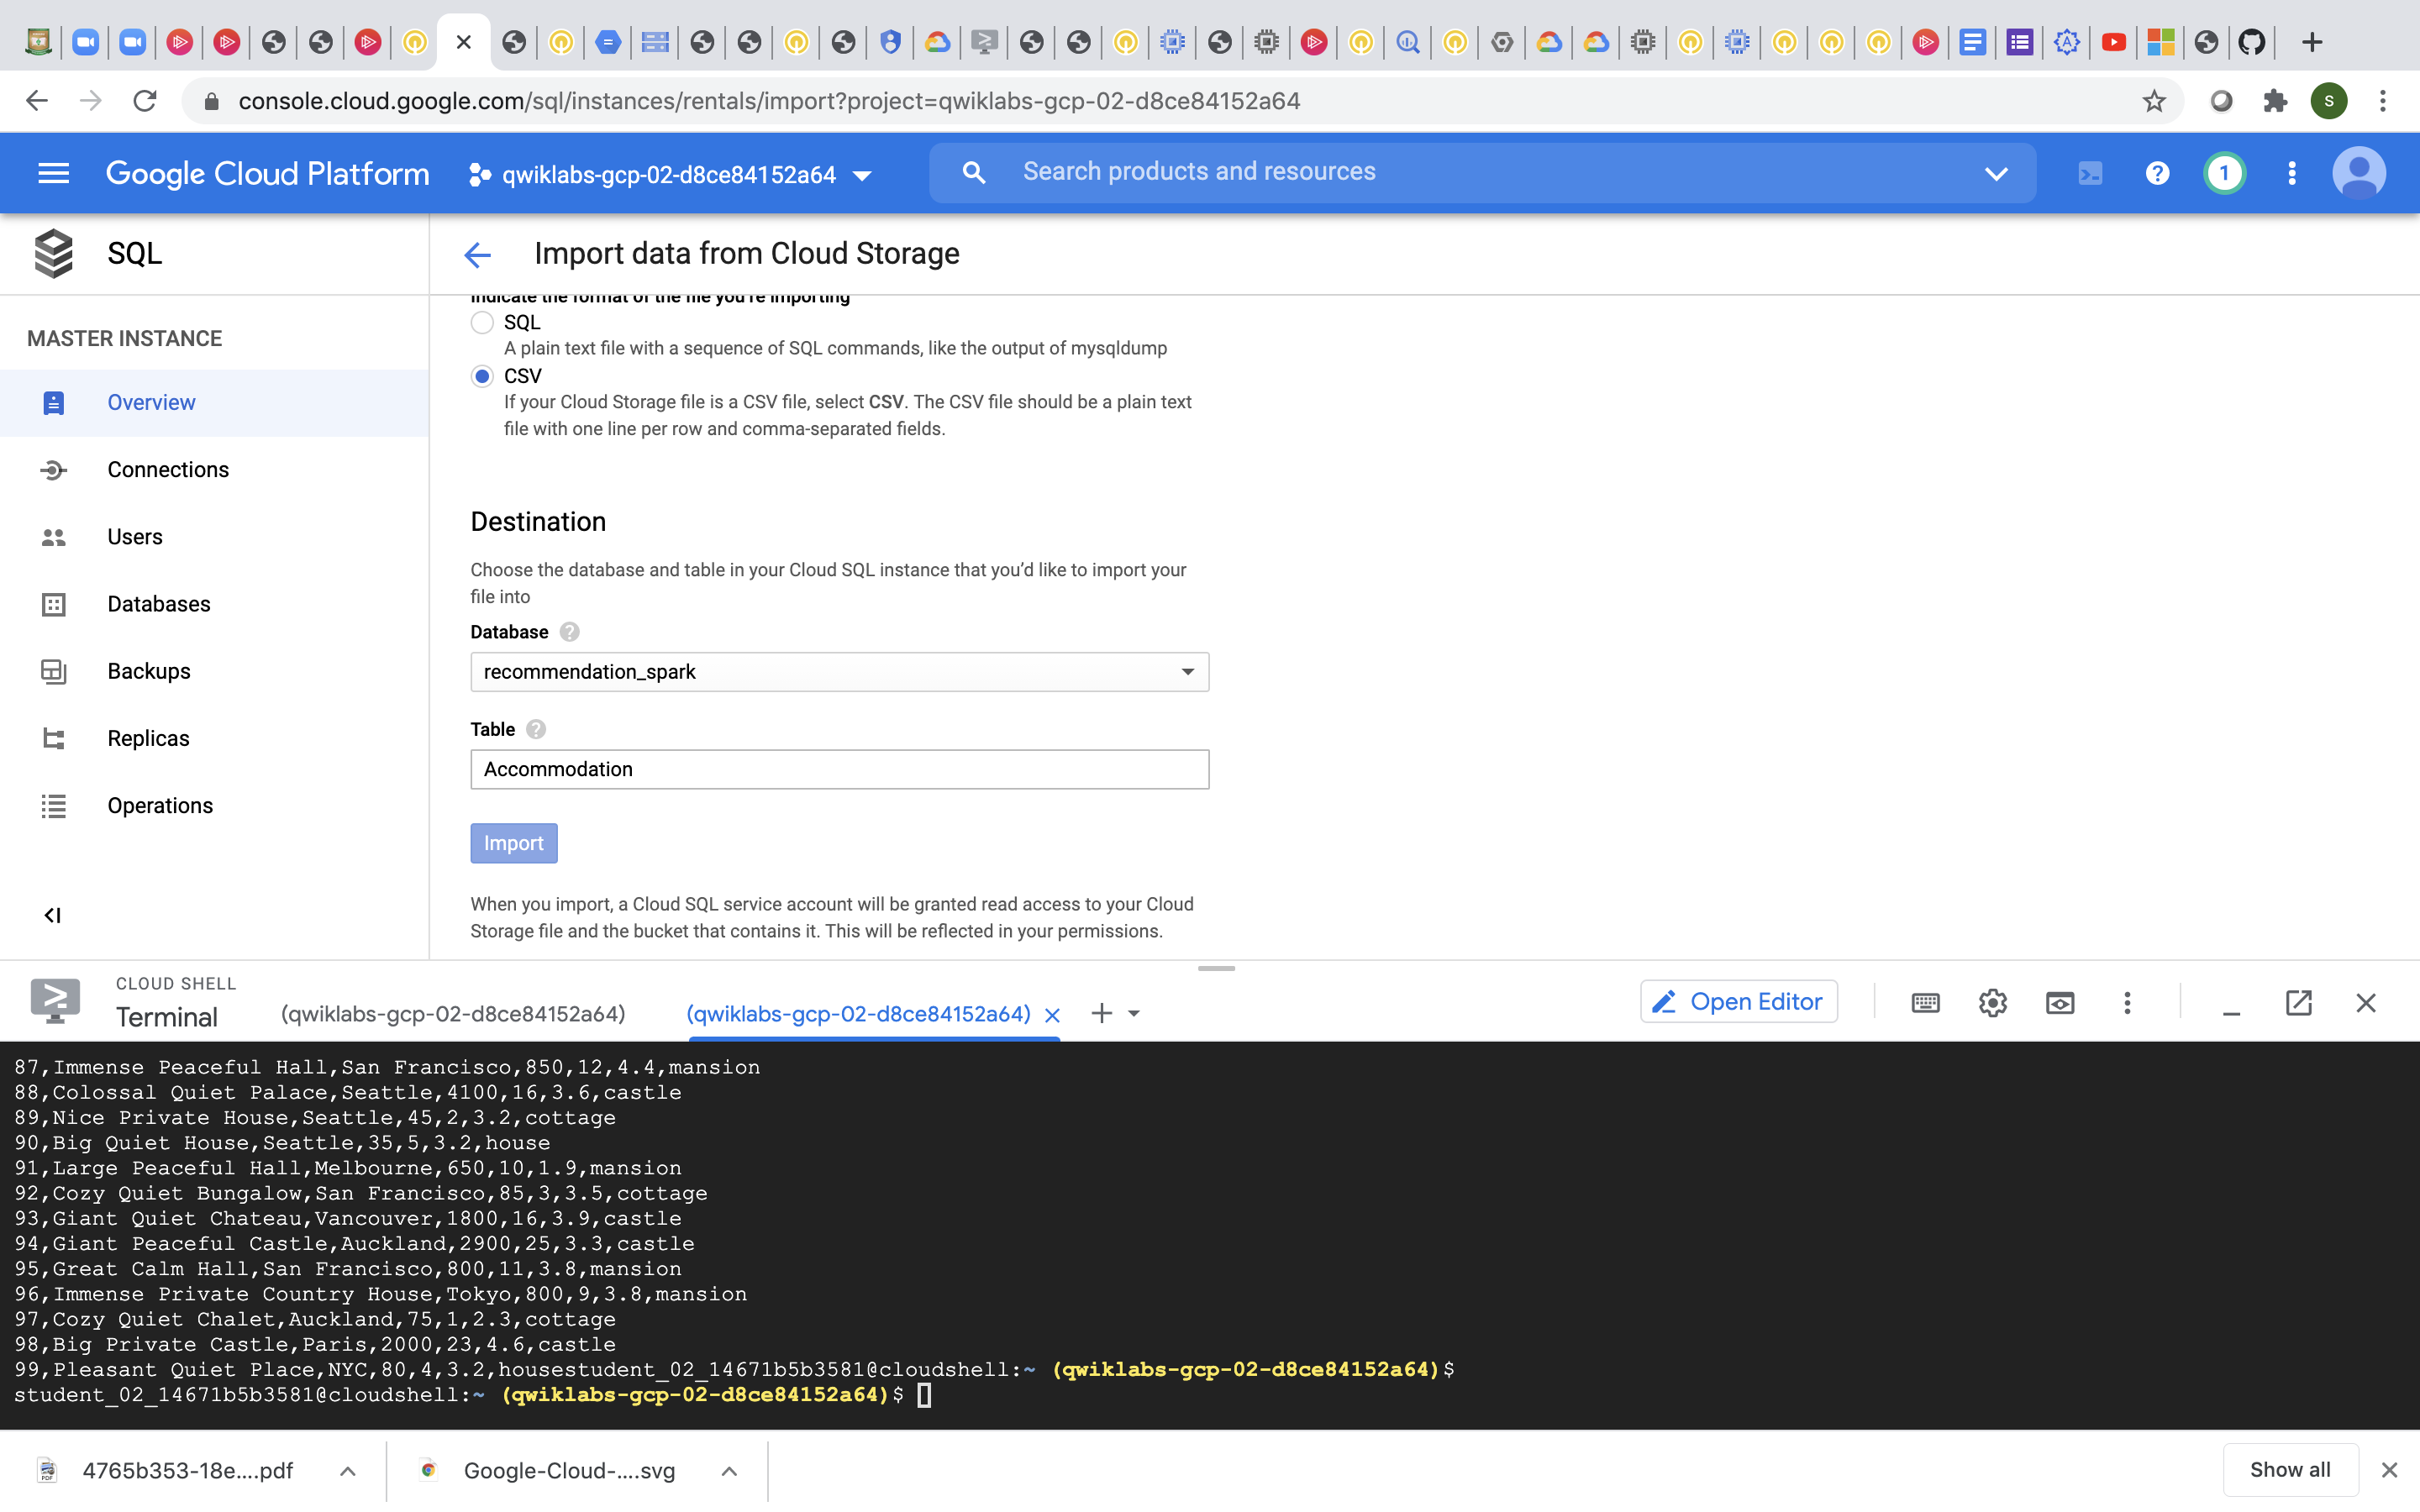 console.cloud.google.com/sql/instances/rentals/import?project=qwiklabs-gcp-02-d8ce84152a64
S
Google Cloud Platform
qwiklabs-gcp-02-d8ce84152a64
Search products and resources
1
SQL
Import data from Cloud Storage
MASTER INSTANCE
Overview
Connections
Users
Databases
Backups
Replicas
Operations
Indicate the format of the file you're importing
SQL
A plain text file with a sequence of SQL commands, like the output of mysqldump
CSV
If your Cloud Storage file is a CSV file, select CSV. The CSV file should be a plain text
file with one line per row and comma-separated fields.
Destination
Choose the database and table in your Cloud SQL instance that you’d like to import your
file into
Database
recommendation_spark
Table
Accommodation
Import
When you import, a Cloud SQL service account will be granted read access to your Cloud
Storage file and the bucket that contains it. This will be reflected in your permissions.
CLOUD SHELL
Terminal
(qwiklabs-gcp-02-d8ce84152a64)
(qwiklabs-gcp-02-d8ce84152a64)
Open Editor
87,Immense Peaceful Hall,San Francisco,850,12,4.4,mansion
88,Colossal Quiet Palace,Seattle,4100,16,3.6,castle
89,Nice Private House,Seattle,45,2,3.2,cottage
90,Big Quiet House,Seattle,35,5,3.2,house
91,Large Peaceful Hall,Melbourne,650,10,1.9,mansion
92,Cozy Quiet Bungalow,San Francisco,85,3,3.5,cottage
93,Giant Quiet Chateau,Vancouver,1800,16,3.9,castle
94,Giant Peaceful Castle,Auckland,2900,25,3.3,castle
95,Great Calm Hall,San Francisco,800,11,3.8,mansion
96,Immense Private Country House,Tokyo,800,9,3.8,mansion
97,Cozy Quiet Chalet,Auckland,75,1,2.3,cottage
98,Big Private Castle,Paris,2000,23,4.6,castle
99,Pleasant Quiet Place,NYC,80,4,3.2,housestudent_02_14671b5b3581@cloudshell:~ (qwiklabs-gcp-02-d8ce84152a64)$
student_02_14671b5b3581@cloudshell:~ (qwiklabs-gcp-02-d8ce84152a64)$
4765b353-18e....pdf
Google-Cloud-....svg
Show all